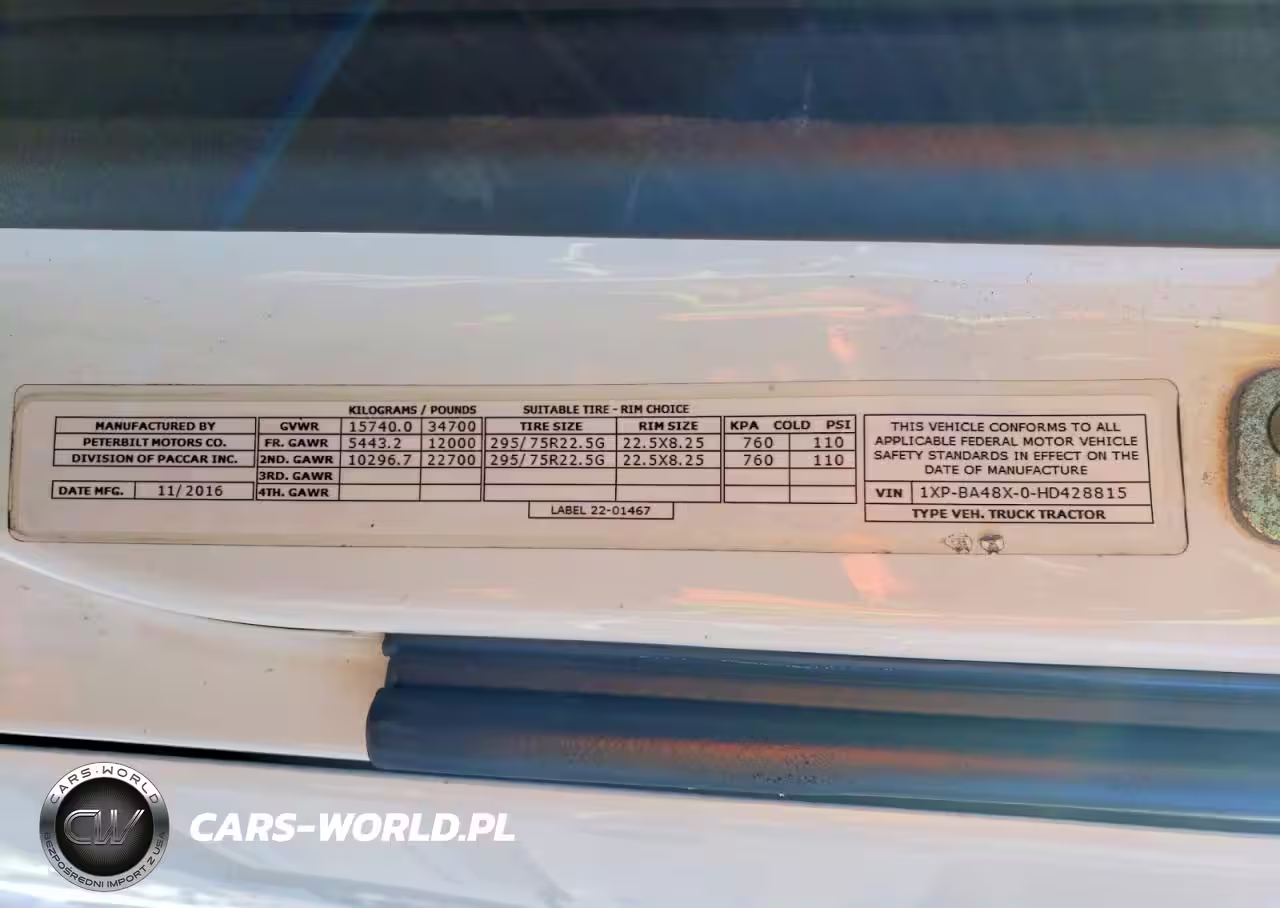 KILOGRAMS / POUNDS SUITABLE TIRE - RIM CHOICE
MANUFACTURED BY GVWR 15740.0 34700 TIRE SIZE RIM SIZE KPA COLD PSI
PETERBILT MOTORS CO. FR. GAWR 5443.2 12000 295/75R22.5G 22.5X8.25 760 110
DIVISION OF PACCAR INC. 2ND. GAWR 10296.7 22700 295/75R22.5G 22.5X8.25 760 110
3RD. GAWR
DATE MFG. 11/2016 4TH. GAWR
LABEL 22-01467
THIS VEHICLE CONFORMS TO ALL
APPLICABLE FEDERAL MOTOR VEHICLE
SAFETY STANDARDS IN EFFECT ON THE
DATE OF MANUFACTURE
VIN 1XP-BA48X-0-HD428815
TYPE VEH. TRUCK TRACTOR
CARS-WORLD
CW
BEZPOŚREDNI IMPORT Z USA
CARS-WORLD.PL